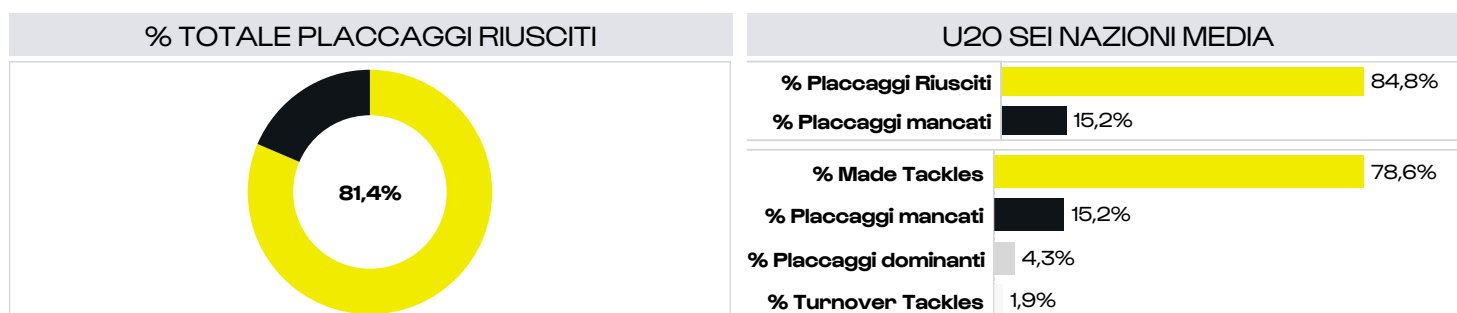 % TOTALE PLACCAGGI RIUSCITI
81,4%
U20 SEI NAZIONI MEDIA
% Placcaggi Riusciti 84,8%
% Placcaggi mancati 15,2%
% Made Tackles 78,6%
% Placcaggi mancati 15,2%
% Placcaggi dominanti 4,3%
% Turnover Tackles 1,9%